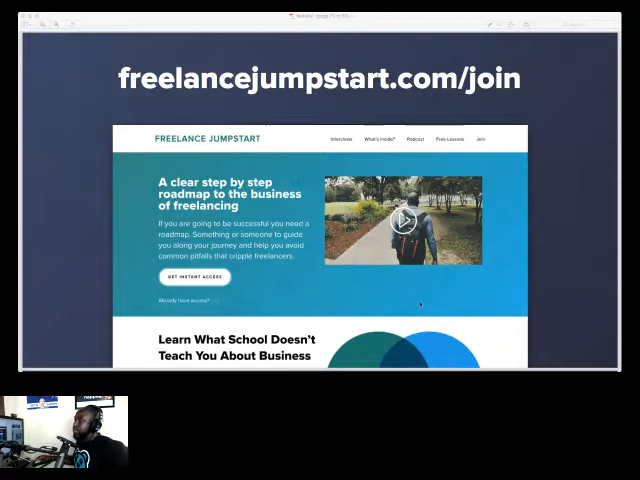 freelancejumpstart.com/join
FREELANCE JUMPSTART
Interviews What's Inside? Podcast Free Lessons Join
A clear step by step
roadmap to the business
of freelancing
If you are going to be successful you need a
roadmap. Something or someone to guide
you along your journey and help you avoid
common pitfalls that cripple freelancers.
GET INSTANT ACCESS
Already have access?
Learn What School Doesn't
Teach You About Business